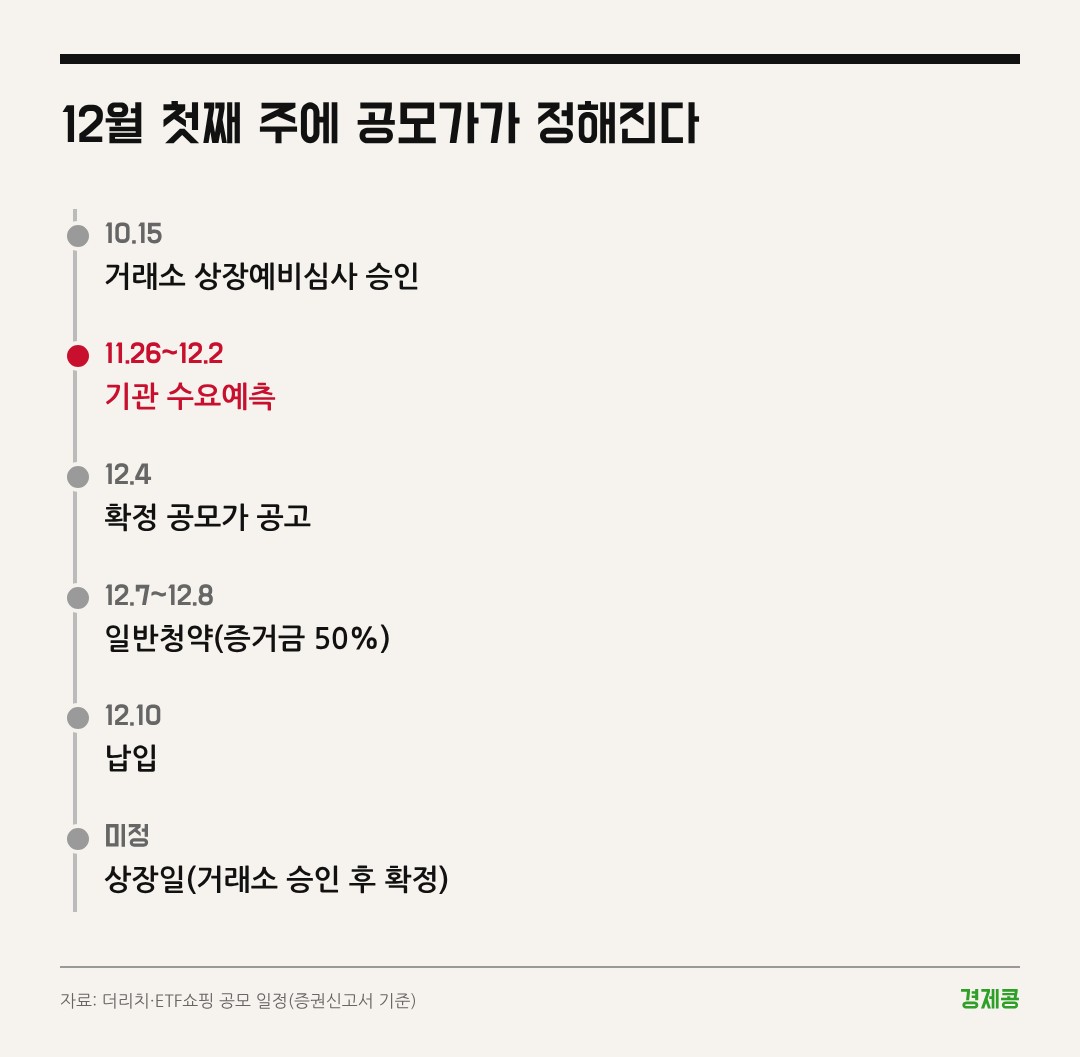 12월 첫째 주에 공모가가 정해진다
10.15
거래소 상장예비심사 승인
11.26~12.2
기관 수요예측
12.4
확정 공모가 공고
12.7~12.8
일반청약(증거금 50%)
12.10
납입
미정
상장일(거래소 승인 후 확정)
자료: 더리치·ETF쇼핑 공모 일정(증권신고서 기준)
경제콩